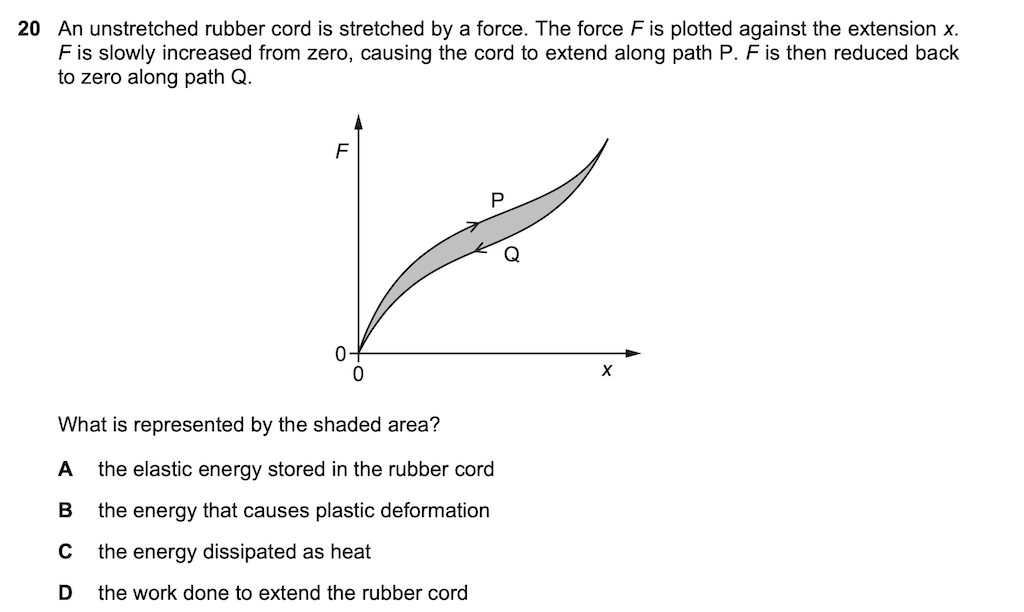 20 An unstretched rubber cord is stretched by a force. The force F is plotted against the extension x.
F is slowly increased from zero, causing the cord to extend along path P. F is then reduced back
to zero along path Q.
F
P
Q
0
0
x
What is represented by the shaded area?
A the elastic energy stored in the rubber cord
B the energy that causes plastic deformation
C the energy dissipated as heat
D the work done to extend the rubber cord